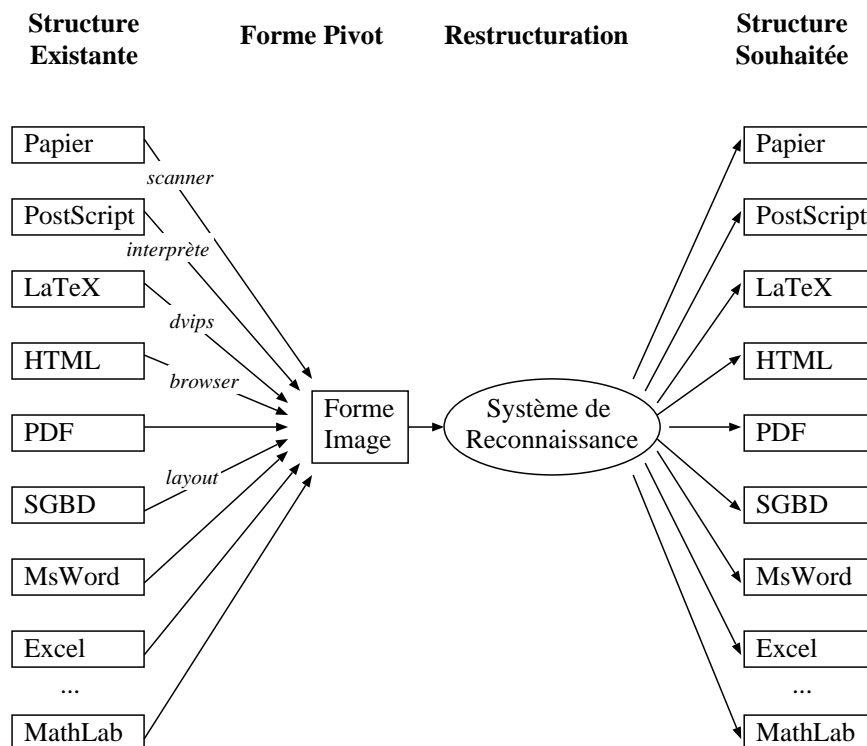 Structure
Existante
Forme Pivot
Restructuration
Structure
Souhaitée
Papier
PostScript
LaTeX
HTML
PDF
SGBD
MsWord
Excel
...
MathLab
scanner
interprète
dvips
browser
layout
Forme
Image
Système de
Reconnaissance
Papier
PostScript
LaTeX
HTML
PDF
SGBD
MsWord
Excel
...
MathLab